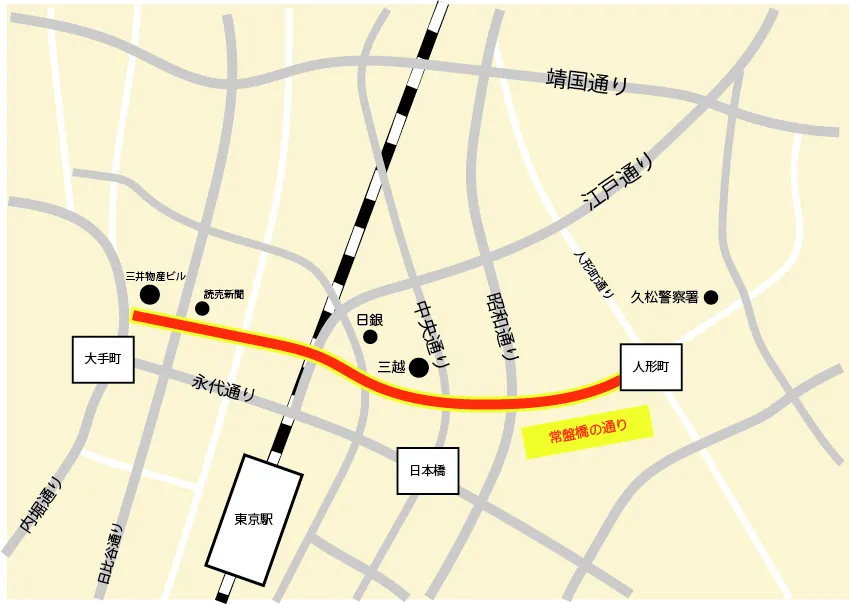 靖国通り
江戸通り
人形町通り
三井物産ビル
読売新聞
久松警察署
日銀
中央通り
昭和通り
大手町
三越
人形町
永代通り
常盤橋の通り
日本橋
内堀通り
東京駅
日比谷通り